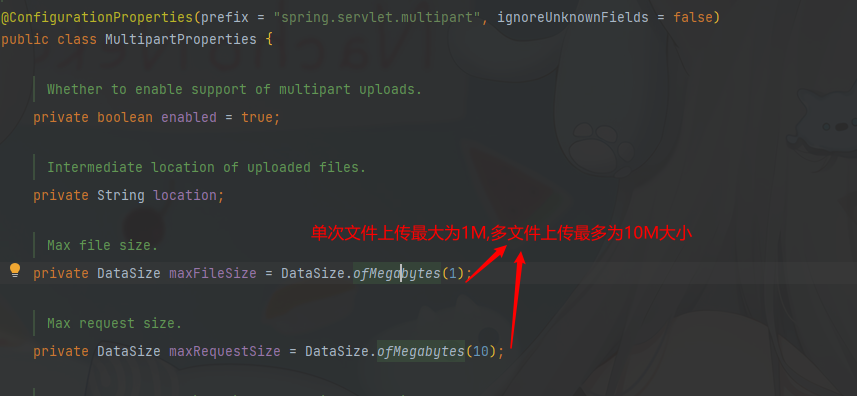 @ConfigurationProperties(prefix = "spring.servlet.multipart", ignoreUnknownFields = false)
public class MultipartProperties {
Whether to enable support of multipart uploads.
private boolean enabled = true;
Intermediate location of uploaded files.
private String location;
单次文件上传最大为1M,多文件上传最多为10M大小
Max file size.
private DataSize maxFileSize = DataSize.ofMegabytes(1);
Max request size.
private DataSize maxRequestSize = DataSize.ofMegabytes(10);